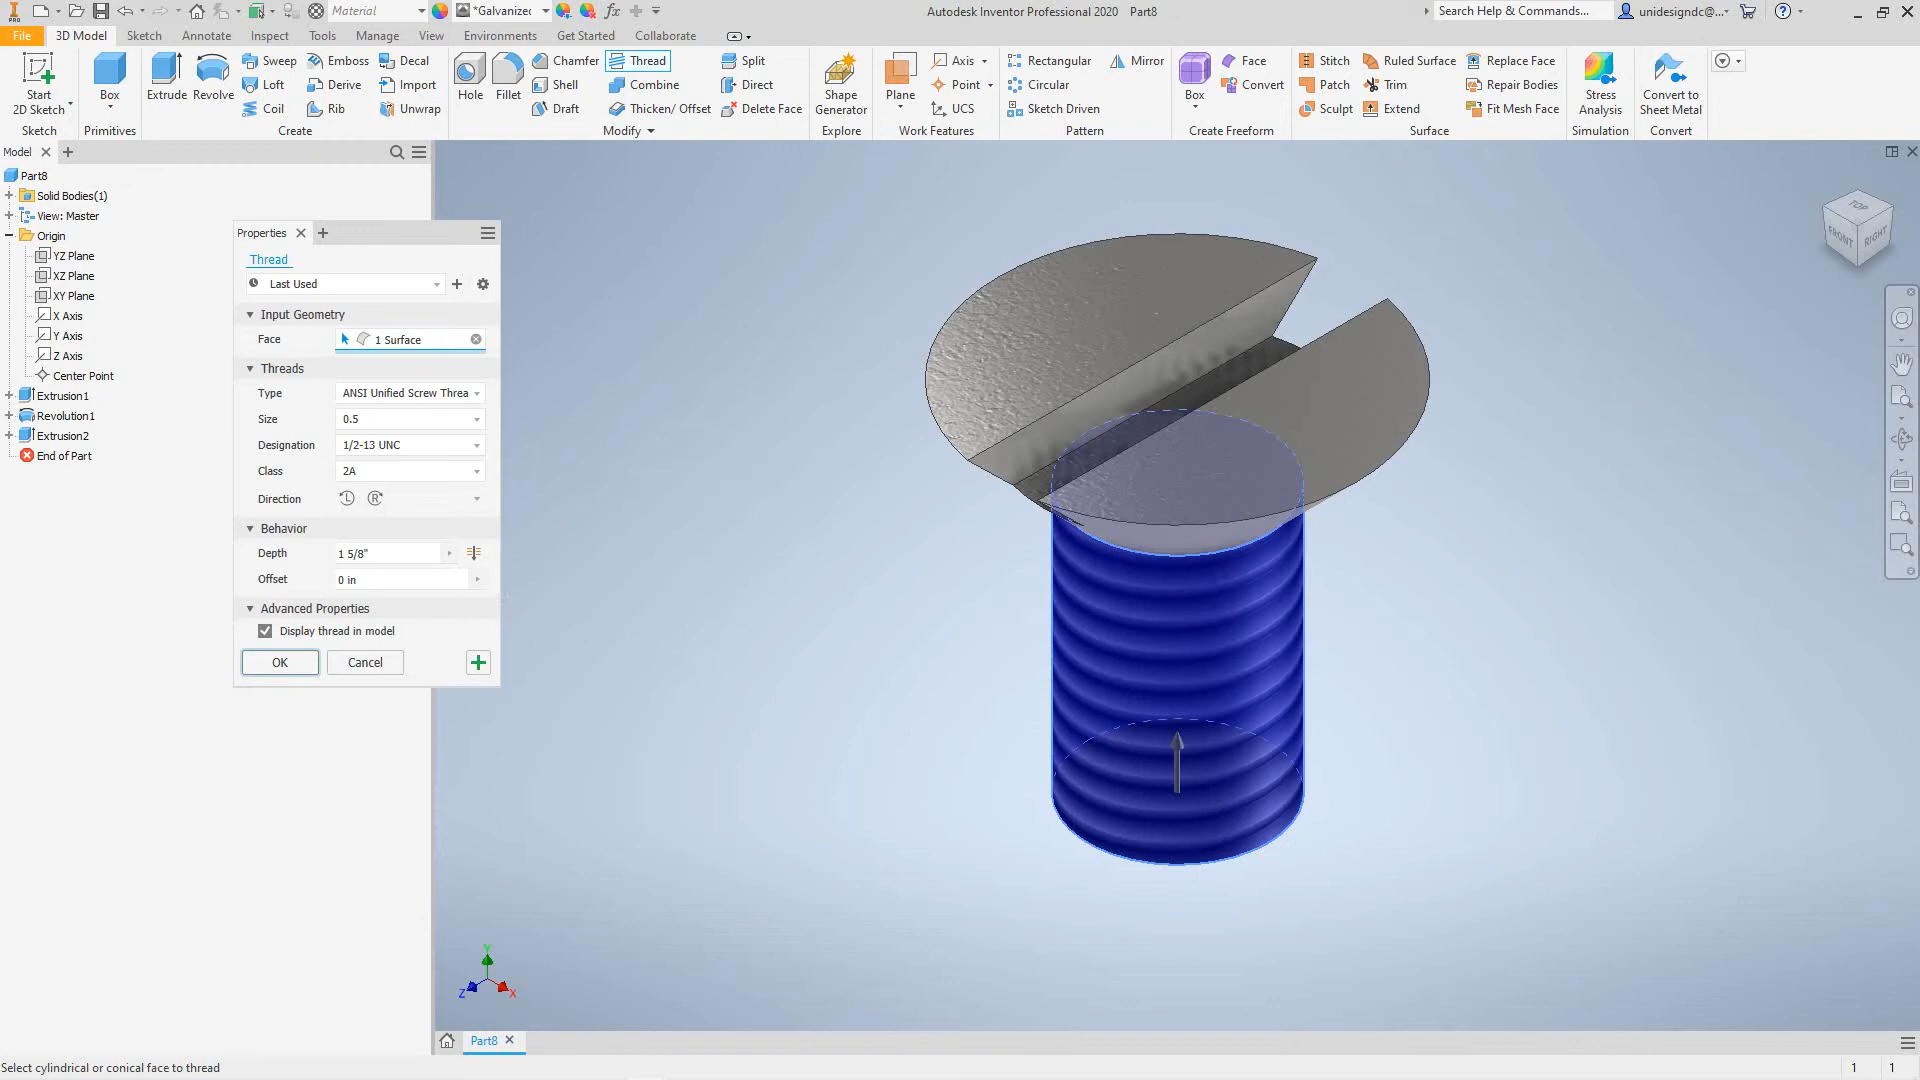 PRO
Material
*Galvanized
fx
Autodesk Inventor Professional 2020 Part8
Search Help & Commands...
unidesigndc@...
File 3D Model Sketch Annotate Inspect Tools Manage View Environments Get Started Collaborate
Start 2D Sketch
Sketch
Box
Primitives
Extrude Revolve
Sweep Emboss Decal
Loft Derive Import
Coil Rib Unwrap
Create
Hole Fillet
Chamfer Thread Split
Shell Combine Direct
Draft Thicken/ Offset Delete Face
Modify
Shape Generator
Explore
Plane
Axis
Point
UCS
Work Features
Rectangular Mirror
Circular
Sketch Driven
Pattern
Box
Face
Convert
Create Freeform
Stitch Ruled Surface Replace Face
Patch Trim Repair Bodies
Sculpt Extend Fit Mesh Face
Surface
Stress Analysis
Simulation
Convert to Sheet Metal
Convert
Model
Part8
Solid Bodies(1)
View: Master
Origin
YZ Plane
XZ Plane
XY Plane
X Axis
Y Axis
Z Axis
Center Point
Extrusion1
Revolution1
Extrusion2
End of Part
Properties
Thread
Last Used
Input Geometry
Face 1 Surface
Threads
Type ANSI Unified Screw Threa
Size 0.5
Designation 1/2-13 UNC
Class 2A
Direction
Behavior
Depth 1 5/8"
Offset 0 in
Advanced Properties
Display thread in model
OK Cancel
TOP
FRONT RIGHT
Y
Z X
Part8
Select cylindrical or conical face to thread
1 1